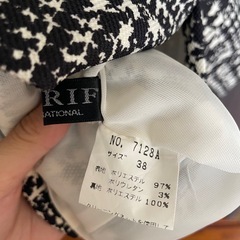 RIF
NATIONAL
NO. 7128A
サイズ 38
表地 ポリエステル 97%
ポリウレタン 3%
裏地 ポリエステル 100%